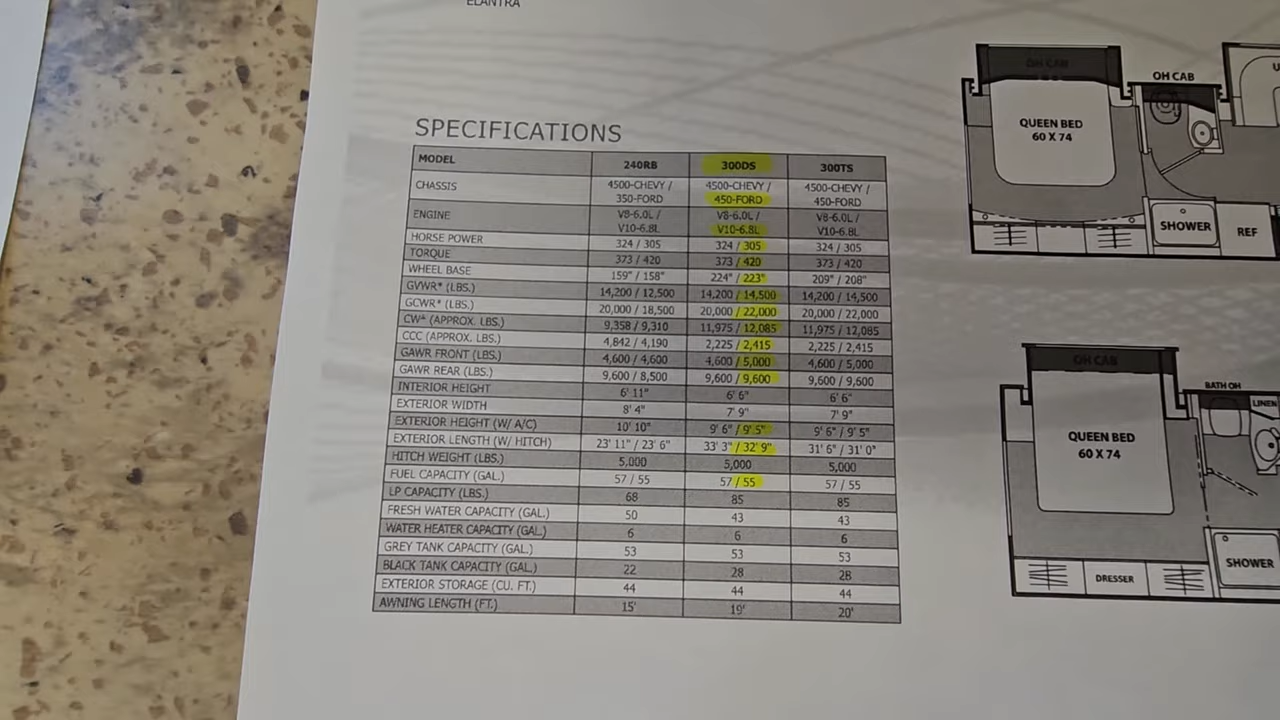 ELANTRA
SPECIFICATIONS
MODEL 240RB 300DS 300TS
CHASSIS 4500-CHEVY / 350-FORD 4500-CHEVY / 450-FORD 4500-CHEVY / 450-FORD
ENGINE V8-6.0L / V10-6.8L V8-6.0L / V10-6.8L V8-6.0L / V10-6.8L
HORSE POWER 324 / 305 324 / 305 324 / 305
TORQUE 373 / 420 373 / 420 373 / 420
WHEEL BASE 159" / 158" 224" / 223" 209" / 208"
GVWR* (LBS.) 14,200 / 12,500 14,200 / 14,500 14,200 / 14,500
GCWR* (LBS.) 20,000 / 18,500 20,000 / 22,000 20,000 / 22,000
(APPROX. LBS.) 9,358 / 9,310 11,975 / 12,085 11,975 / 12,085
CCC (APPROX. LBS.) 4,842 / 4,190 2,225 / 2,415 2,225 / 2,415
GAWR FRONT (LBS.) 4,600 / 4,600 4,600 / 5,000 4,600 / 5,000
GAWR REAR (LBS.) 9,600 / 8,500 9,600 / 9,600 9,600 / 9,600
INTERIOR HEIGHT 6' 11" 6' 6" 6' 6"
EXTERIOR WIDTH 8' 4" 7' 9" 7' 9"
EXTERIOR HEIGHT (W/ A/C) 10' 10" 9' 6" / 9' 5" 9' 6" / 9' 5"
EXTERIOR LENGTH (W/ HITCH) 23' 11" / 23' 6" 33' 3" / 32' 9" 31' 6" / 31' 0"
HITCH WEIGHT (LBS.) 5,000 5,000 5,000
FUEL CAPACITY (GAL.) 57 / 55 57 / 55 57 / 55
LP CAPACITY (LBS.) 68 85 85
FRESH WATER CAPACITY (GAL.) 50 43 43
WATER HEATER CAPACITY (GAL.) 6 6 6
GREY TANK CAPACITY (GAL.) 53 53 53
BLACK TANK CAPACITY (GAL.) 22 28 28
EXTERIOR STORAGE (CU. FT.) 44 44 44
AWNING LENGTH (FT.) 15' 19' 20'
OH CAB
OH CAB
QUEEN BED
60 X 74
SHOWER
REF
OH CAB
BATH OH
LINEN
QUEEN BED
60 X 74
DRESSER
SHOWER